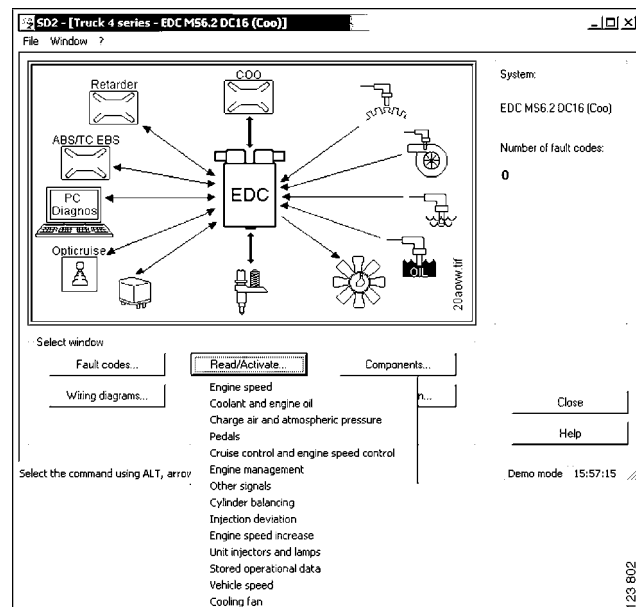 SD2 - [Truck 4 series - EDC MS6.2 DC16 (Coo)]
File Window ?
Retarder
COO
ABS/TC EBS
PC
Diagnos
EDC
Opticruise
OIL
20aovw.tif
System:
EDC MS6.2 DC16 (Coo)
Number of fault codes:
0
Select window
Fault codes...
Read/Activate...
Components...
Wiring diagrams...
n...
Engine speed
Coolant and engine oil
Charge air and atmospheric pressure
Pedals
Cruise control and engine speed control
Engine management
Other signals
Cylinder balancing
Injection deviation
Engine speed increase
Unit injectors and lamps
Stored operational data
Vehicle speed
Cooling fan
Close
Help
Select the command using ALT, arrow
Demo mode 15:57:15
123 802